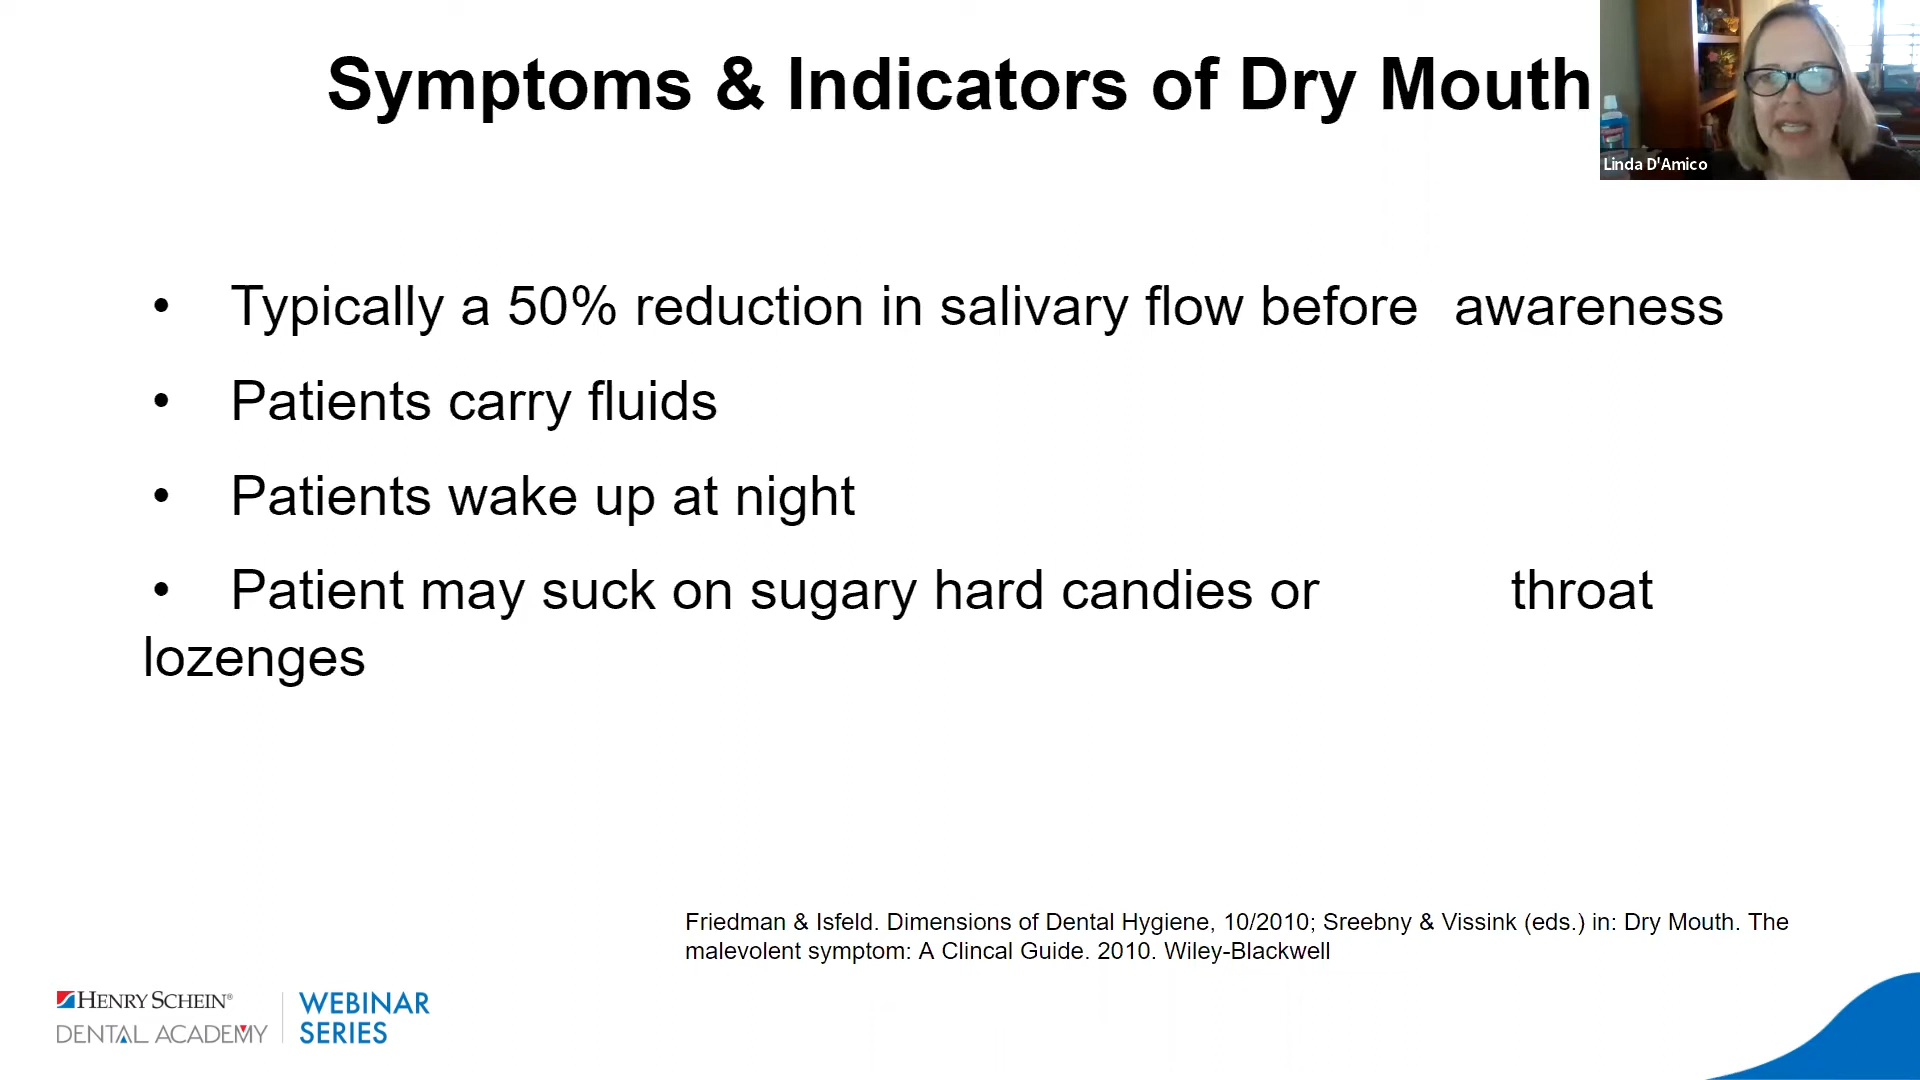 Symptoms & Indicators of Dry Mouth
Linda D'Amico
• Typically a 50% reduction in salivary flow before awareness
• Patients carry fluids
• Patients wake up at night
• Patient may suck on sugary hard candies or throat
lozenges
Friedman & Isfeld. Dimensions of Dental Hygiene, 10/2010; Sreebny & Vissink (eds.) in: Dry Mouth. The
malevolent symptom: A Clincal Guide. 2010. Wiley-Blackwell
HENRY SCHEIN®
DENTAL ACADEMY
WEBINAR
SERIES